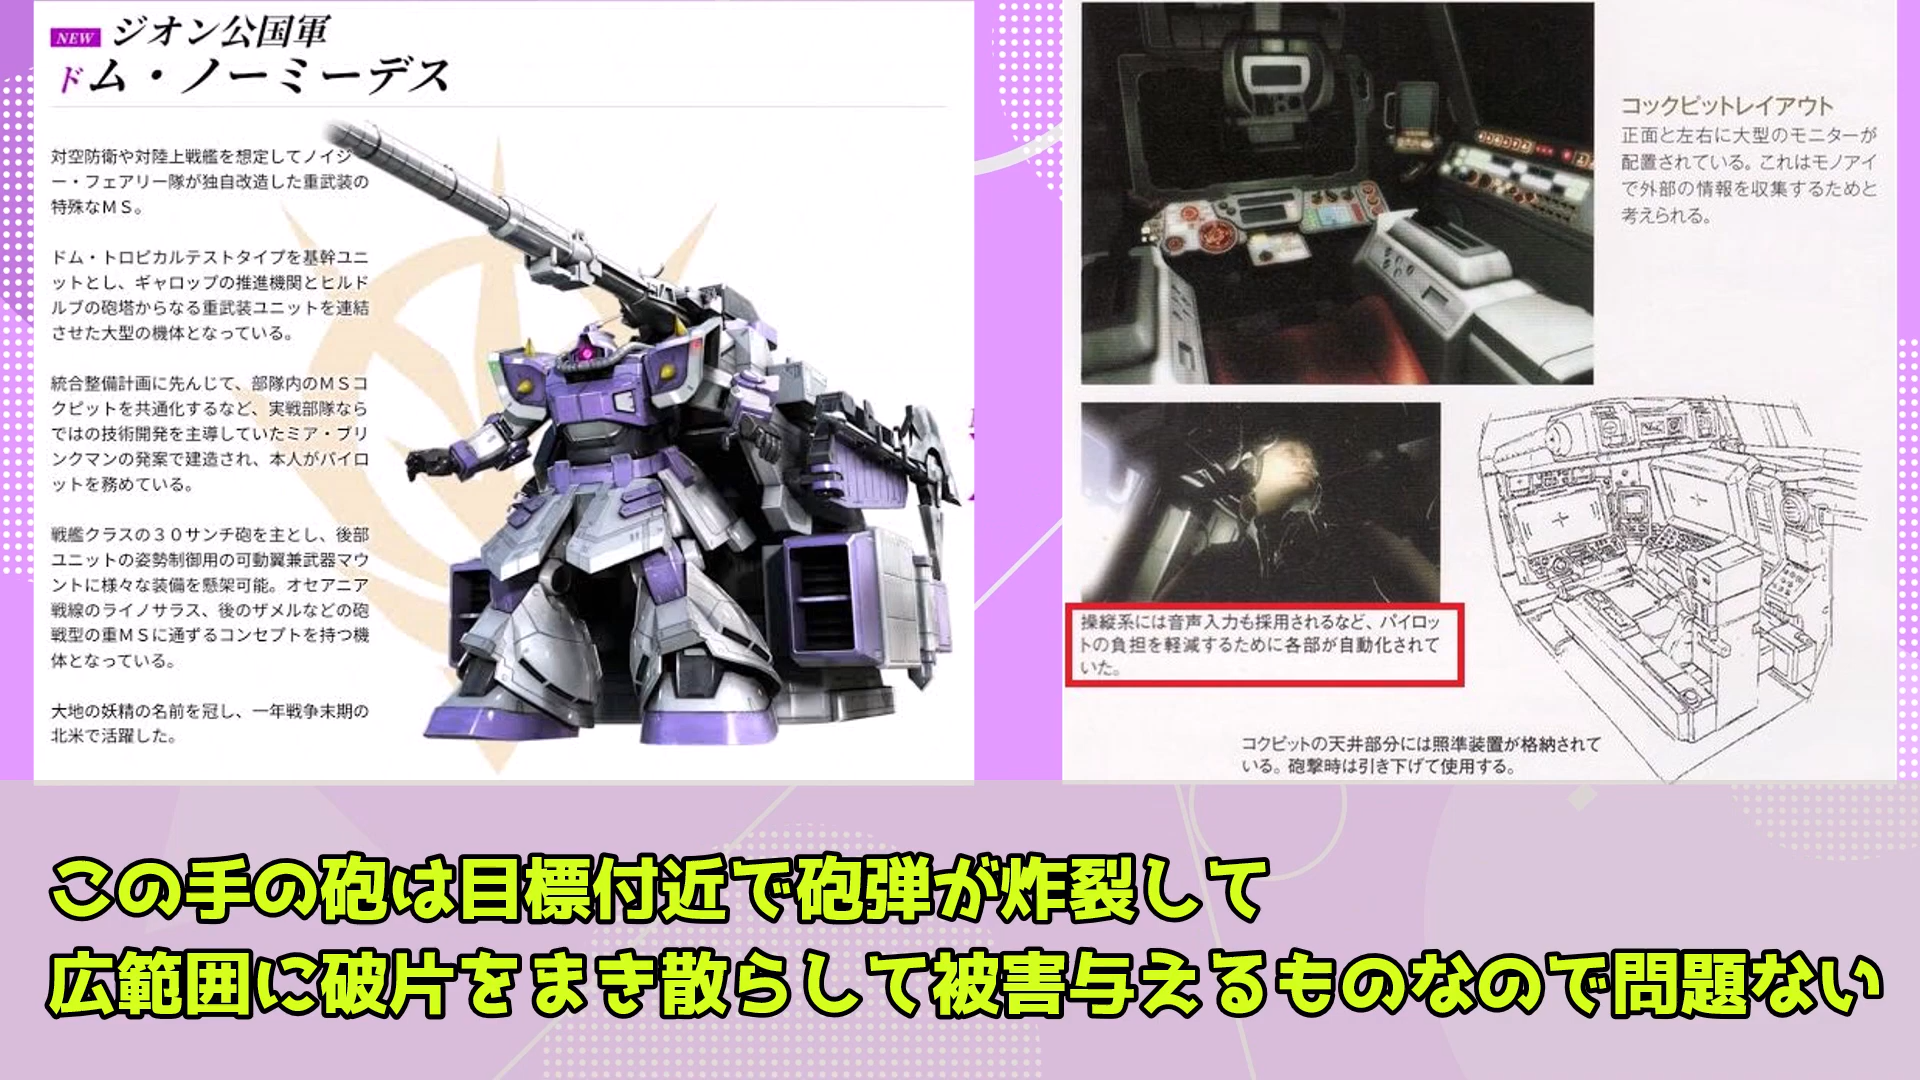 NEW ジオン公国軍
ドム・ノーミーデス
対空防衛や対陸上戦艦を想定してノイジ
ー・フェアリー隊が独自改造した重武装の
特殊なＭＳ。
ドム・トロピカルテストタイプを基幹ユニ
ットとし、ギャロップの推進機関とヒルド
ルブの砲塔からなる重武装ユニットを連結
させた大型の機体となっている。
統合整備計画に先んじて、部隊内のＭＳコ
クピットを共通化するなど、実戦部隊なら
ではの技術開発を主導していたミア・ブリ
ンクマンの発案で建造され、本人がパイロ
ットを務めている。
戦艦クラスの３０サンチ砲を主とし、後部
ユニットの姿勢制御用の可動翼兼武器マウ
ントに様々な装備を懸架可能。オセアニア
戦線のライノサラス、後のザメルなどの砲
戦型の重ＭＳに通ずるコンセプトを持つ機
体となっている。
大地の妖精の名前を冠し、一年戦争末期の
北米で活躍した。
コックピットレイアウト
正面と左右に大型のモニターが
配置されている。これはモノアイ
で外部の情報を収集するためと
考えられる。
操縦系には音声入力も採用されるなど、パイロッ
トの負担を軽減するために各部が自動化されて
いた。
コクピットの天井部分には照準装置が格納されて
いる。砲撃時は引き下げて使用する。
この手の砲は目標付近で砲弾が炸裂して
広範囲に破片をまき散らして被害与えるものなので問題ない